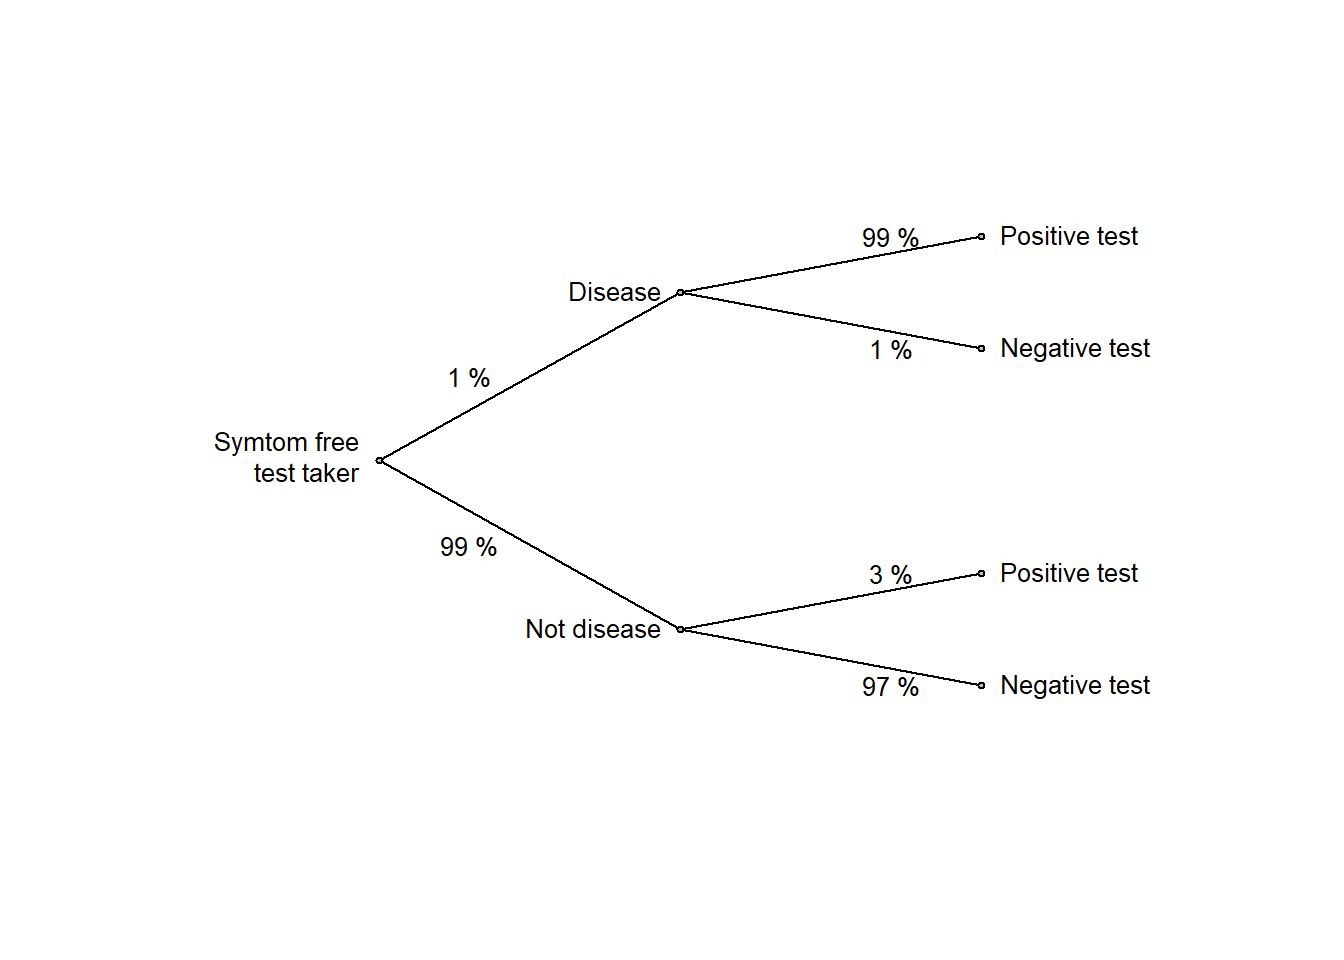 99 %
Positive test
Disease
1 %
Negative test
1 %
Symtom free
test taker
99 %
3 %
Positive test
Not disease
97 %
Negative test